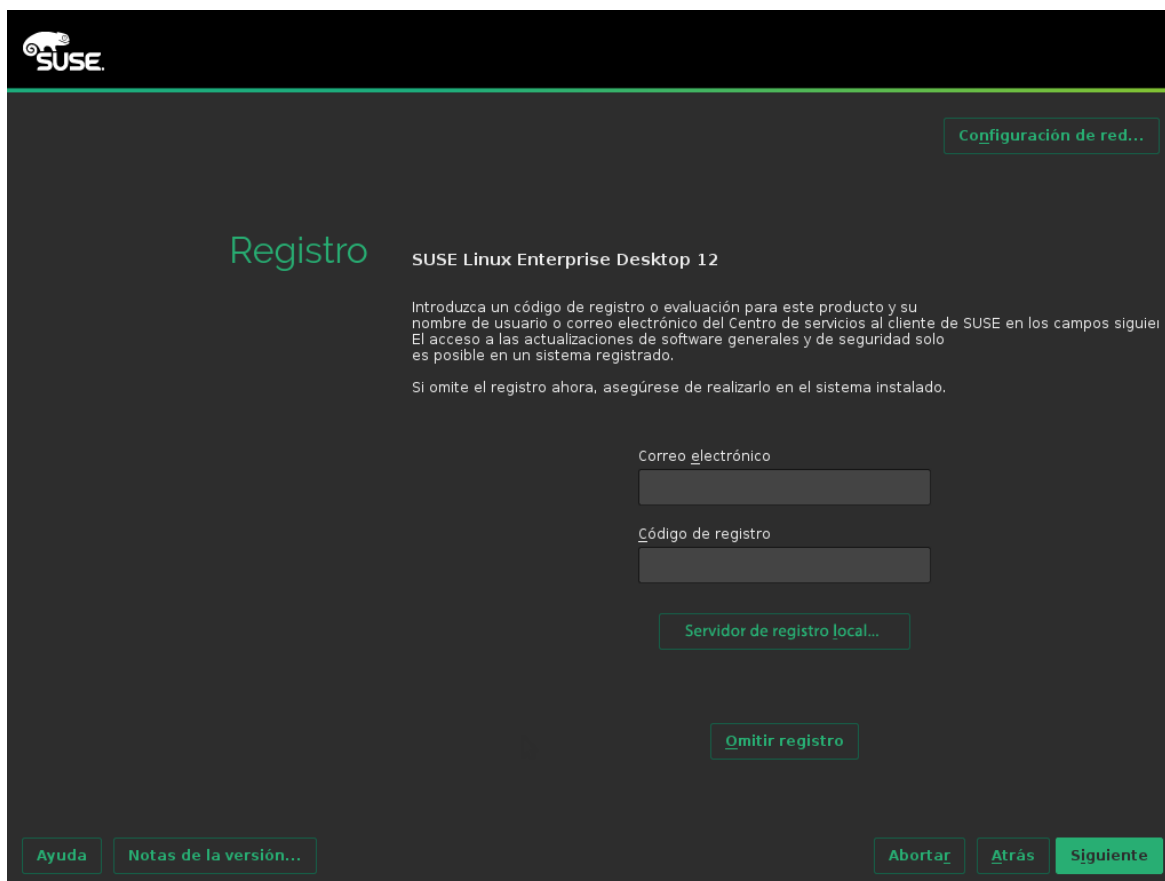 SUSE.
Configuración de red...
Registro
SUSE Linux Enterprise Desktop 12
Introduzca un código de registro o evaluación para este producto y su
nombre de usuario o correo electrónico del Centro de servicios al cliente de SUSE en los campos siguie
El acceso a las actualizaciones de software generales y de seguridad solo
es posible en un sistema registrado.
Si omite el registro ahora, asegúrese de realizarlo en el sistema instalado.
Correo electrónico
Código de registro
Servidor de registro local...
Omitir registro
Ayuda
Notas de la versión...
Abortar
Atrás
Siguiente